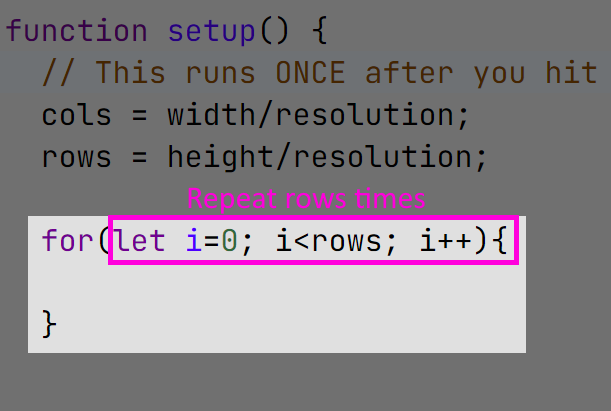 function setup() {
// This runs ONCE after you hit
cols = width/resolution;
rows = height/resolution;
Repeat rows times
for(let i=0; i<rows; i++){
}